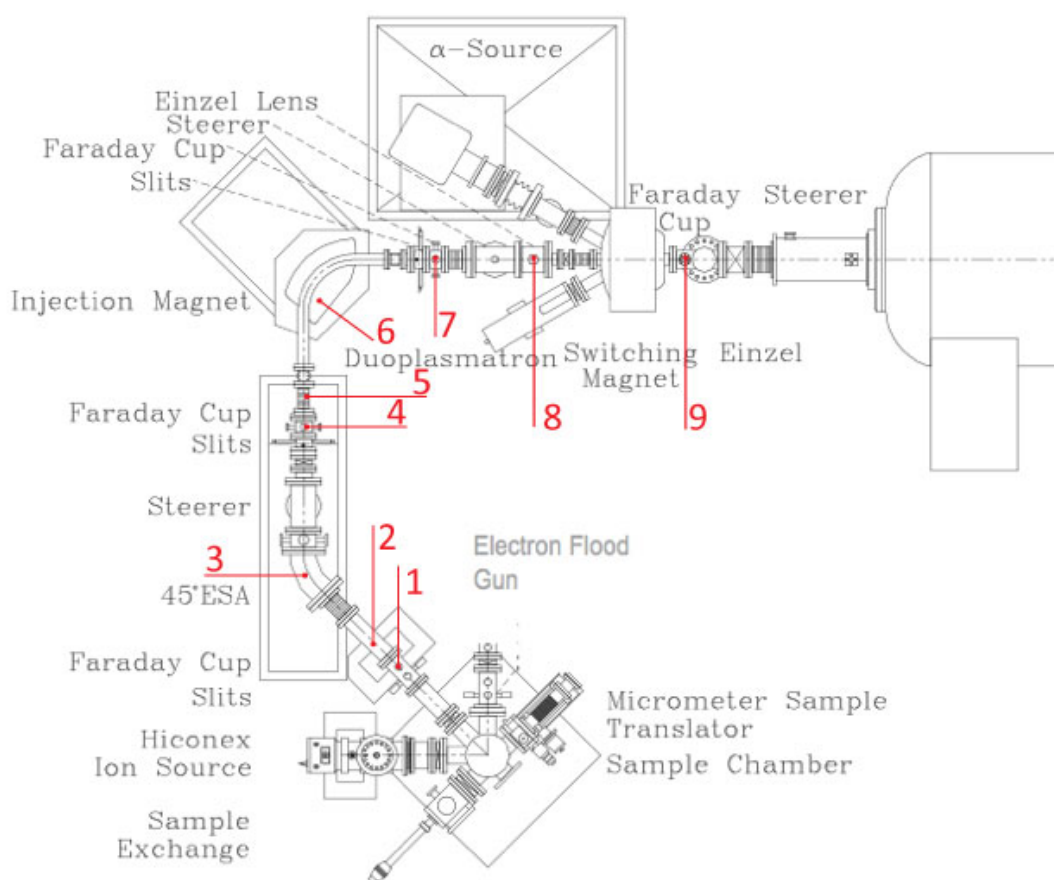 α-Source
Einzel Lens
Steerer
Faraday Cup
Slits
Faraday Steerer
Cup
Injection Magnet
6
7
Duoplasmatron
Switching Einzel
Magnet
8
9
5
4
Faraday Cup
Slits
Steerer
2
3
1
Electron Flood
Gun
45°ESA
Faraday Cup
Slits
Micrometer Sample
Translator
Sample Chamber
Hiconex
Ion Source
Sample
Exchange